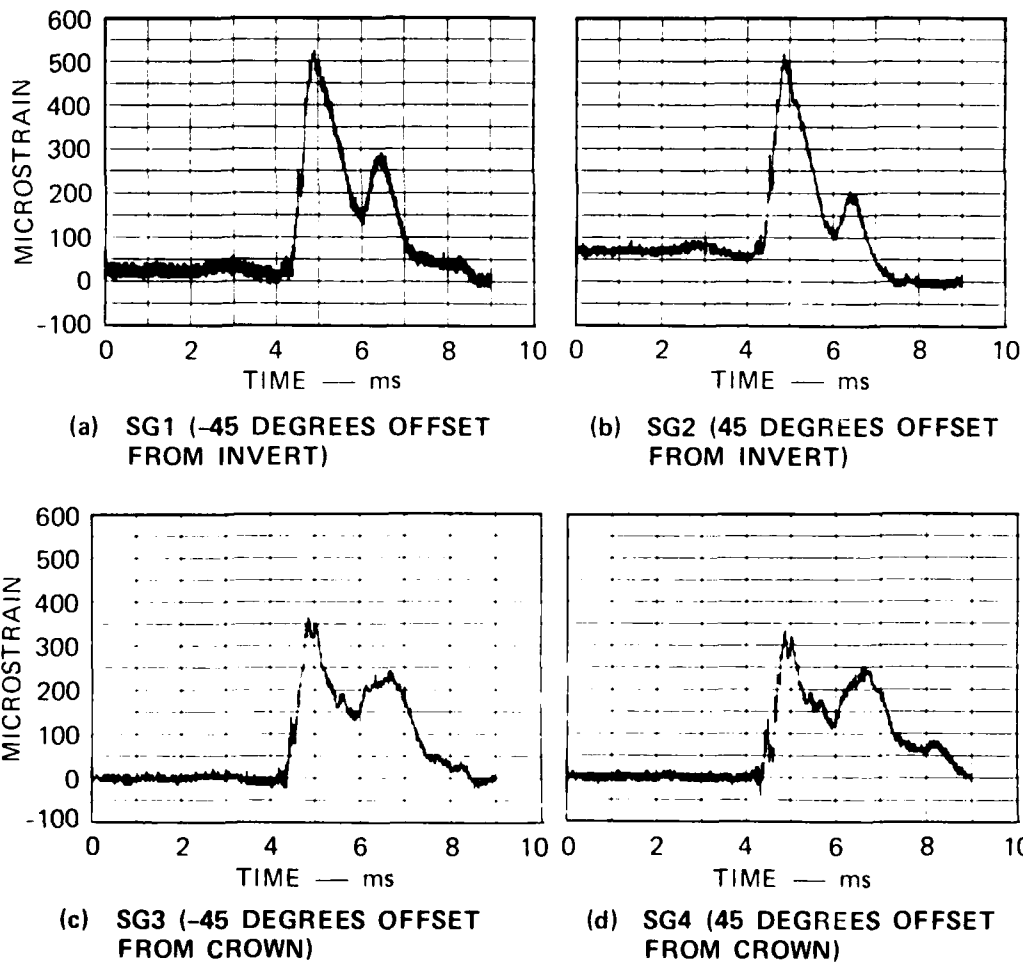 600
500
400
300
200
100
0
-100
MICROSTRAIN
0 2 4 6 8 10
TIME — ms
0 2 4 6 8 10
TIME — ms
(a) SG1 (-45 DEGREES OFFSET
FROM INVERT)
(b) SG2 (45 DEGREES OFFSET
FROM INVERT)
600
500
400
300
200
100
0
-100
MICROSTRAIN
0 2 4 6 8 10
TIME — ms
0 2 4 6 8 10
TIME — ms
(c) SG3 (-45 DEGREES OFFSET
FROM CROWN)
(d) SG4 (45 DEGREES OFFSET
FROM CROWN)